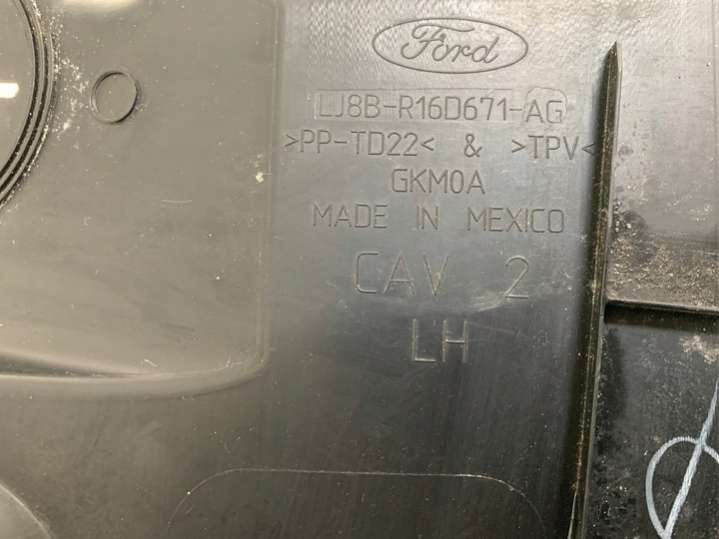 Ford
LJ8B-R16D671-AG
>PP-TD22< & >TPV<
GKM0A
MADE IN MEXICO
CAV 2
LH